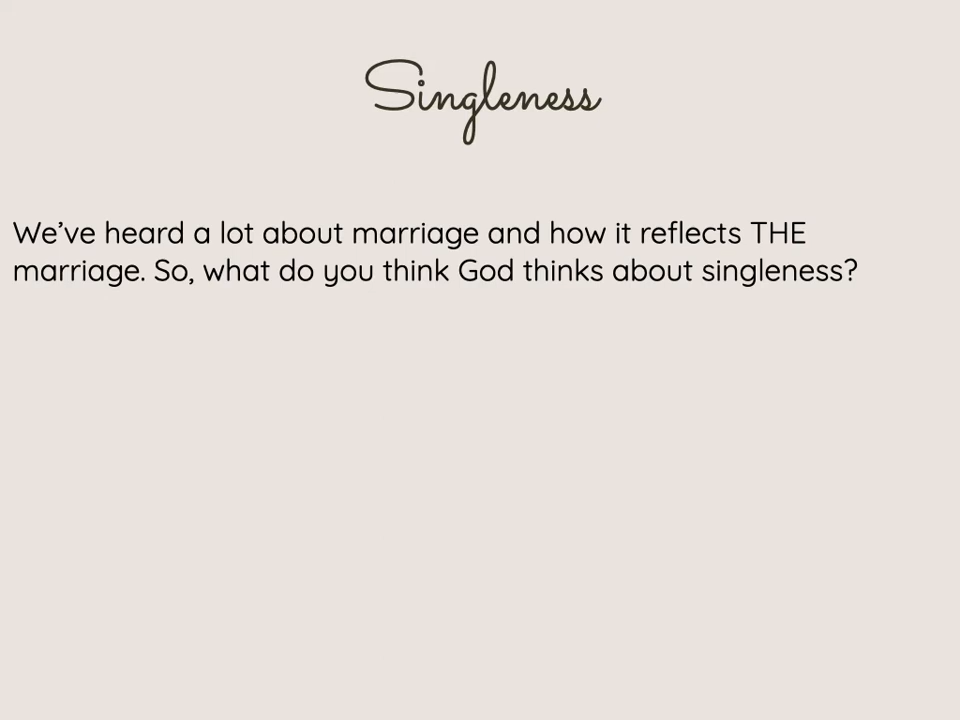 Singleness
We’ve heard a lot about marriage and how it reflects THE
marriage. So, what do you think God thinks about singleness?